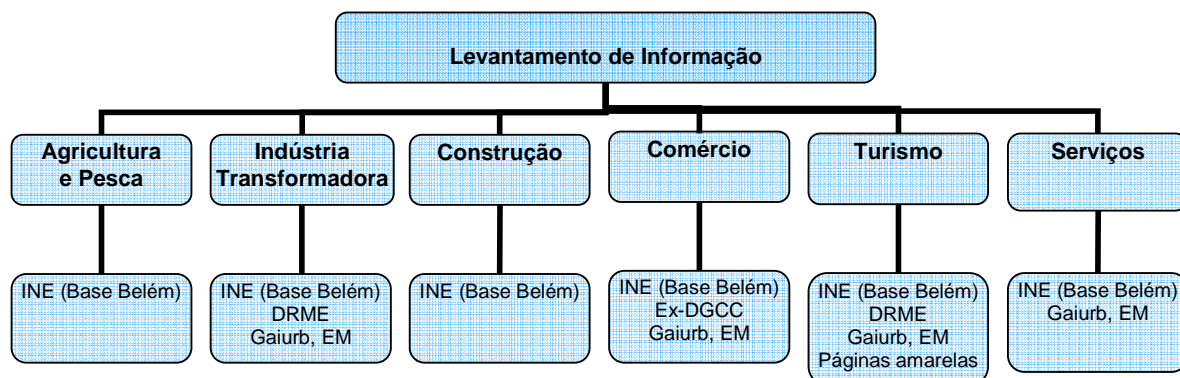 Levantamento de Informação
Agricultura
e Pesca
Indústria
Transformadora
Construção
Comércio
Turismo
Serviços
INE (Base Belém)
INE (Base Belém)
DRME
Gaiurb, EM
INE (Base Belém)
INE (Base Belém)
Ex-DGCC
Gaiurb, EM
INE (Base Belém)
DRME
Gaiurb, EM
Páginas amarelas
INE (Base Belém)
Gaiurb, EM